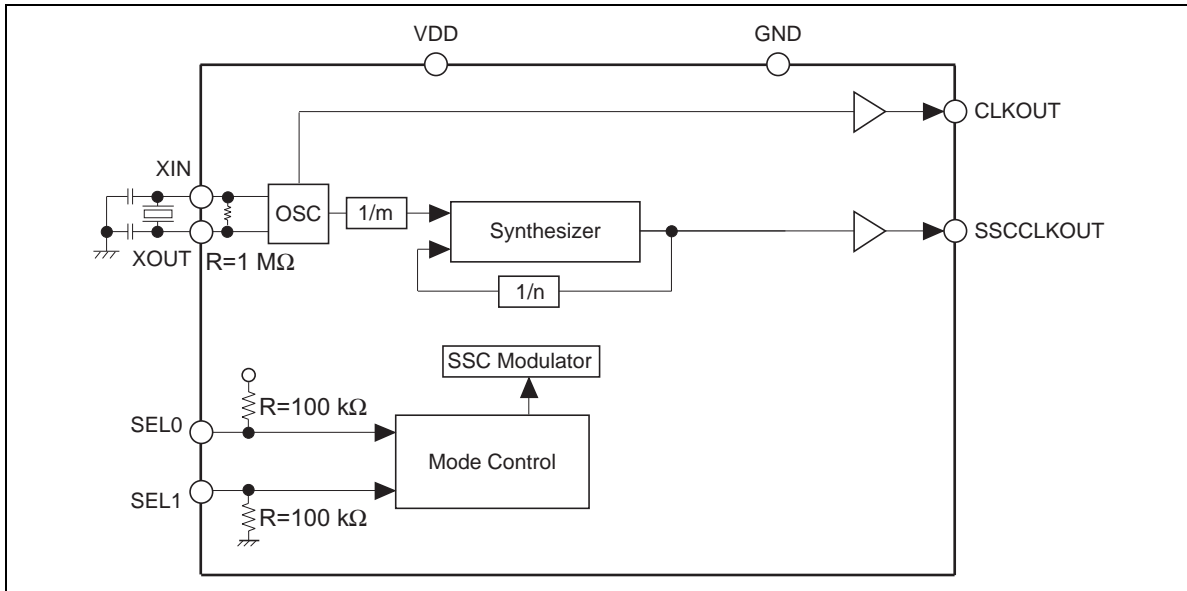 VDD
GND
CLKOUT
XIN
OSC
1/m
Synthesizer
SSCCLKOUT
XOUT
R=1 MΩ
1/n
SSC Modulator
R=100 kΩ
SEL0
Mode Control
SEL1
R=100 kΩ